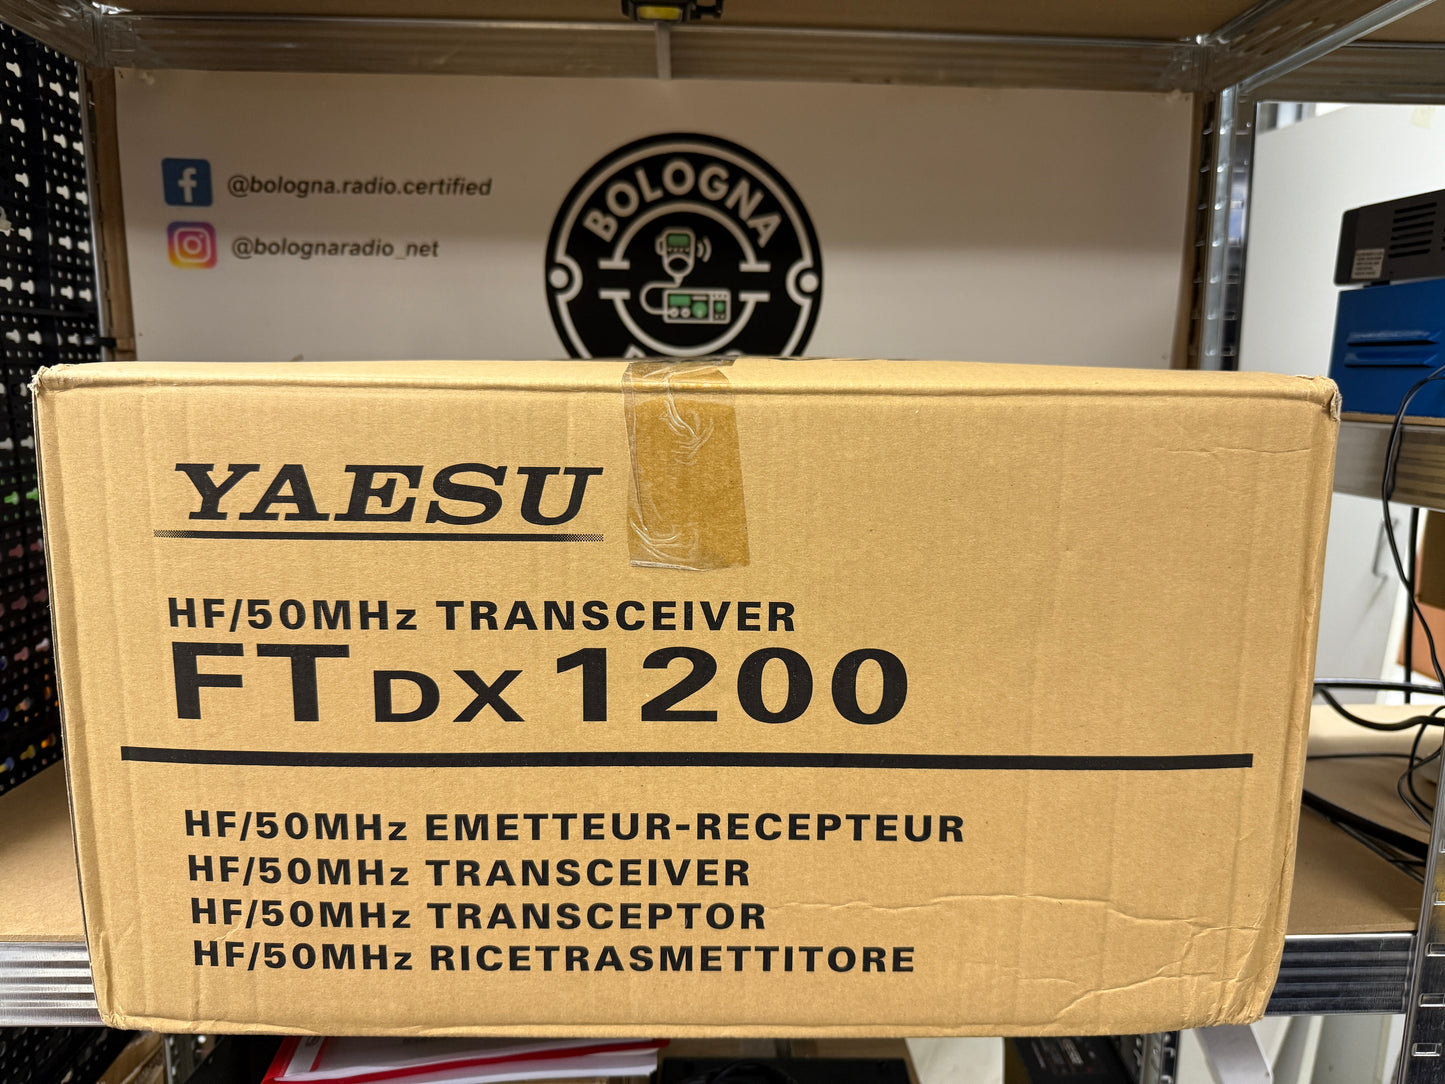 @bologna.radio.certified
@bolognaradio_net
BOLOGNA
YAESU
HF/50MHz TRANSCEIVER
FTDX1200
HF/50MHz EMETTEUR-RECEPTEUR
HF/50MHz TRANSCEIVER
HF/50MHz TRANSCEPTOR
HF/50MHz RICETRASMETTITORE